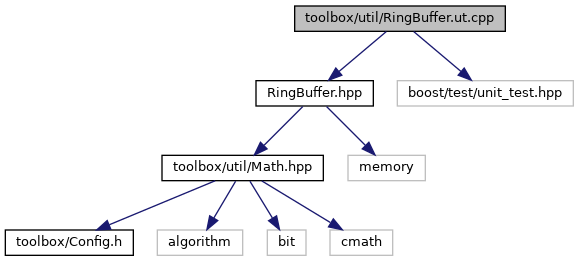 toolbox/util/RingBuffer.ut.cpp
RingBuffer.hpp
boost/test/unit_test.hpp
toolbox/util/Math.hpp
memory
toolbox/Config.h
algorithm
bit
cmath